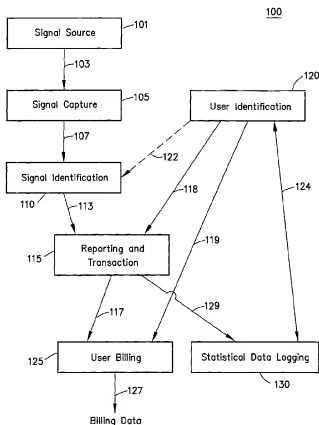 100
Signal Source
101
103
120
Signal Capture
105
User Identification
107
122
Signal Identification
118
124
110
113
119
115
Reporting and
Transaction
129
117
125
User Billing
Statistical Data Logging
127
130
Billing Data